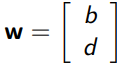 w = [ b
d ]